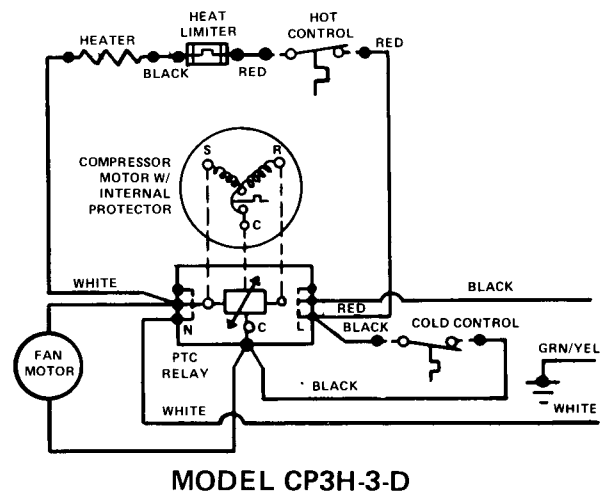 HEATER
HEAT
LIMITER
HOT
CONTROL
RED
BLACK
RED
S
R
COMPRESSOR
MOTOR W/
INTERNAL
PROTECTOR
C
WHITE
BLACK
RED
N
C
L
BLACK
COLD CONTROL
FAN
MOTOR
PTC
RELAY
GRN/YEL
BLACK
WHITE
WHITE
MODEL CP3H-3-D